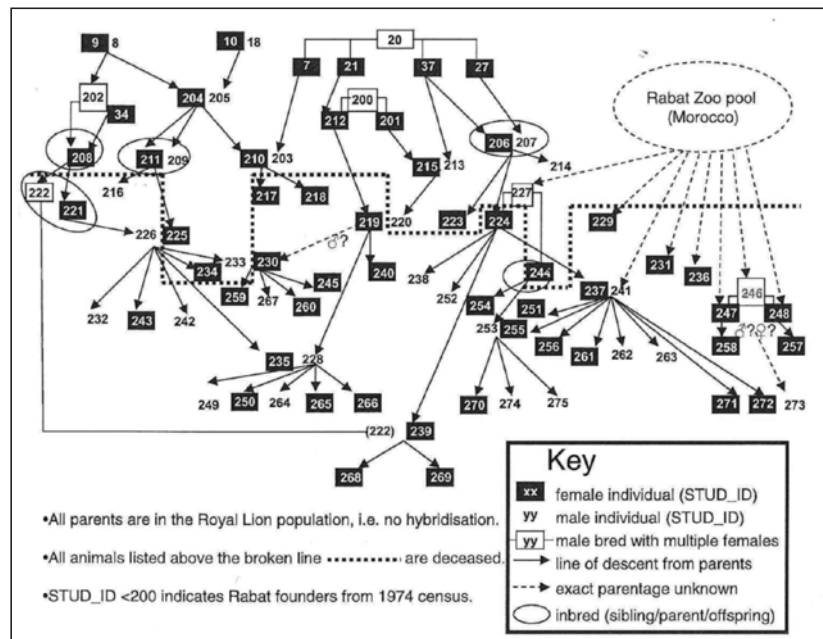 9 8 10 18 20
7 21 37 27
202 204 205 200
34 212 201
208 211 209 210 203 215 213 206 207 214
Rabat Zoo pool
(Morocco)
222 216 217 218 227
221 226 225 219 220 223 224 229
♂?
233 230 244
234 245 240 238 231 236 246
259 267 260 252 254 237 241 247 248
232 243 242 253 255 251 ♂?♀?
256 261 262 263 258 257
235 228
249 250 264 265 266 270 274 275 271 272 273
(222) 239
268 269
Key
xx female individual (STUD_ID)
yy male individual (STUD_ID)
yy male bred with multiple females
line of descent from parents
exact parentage unknown
inbred (sibling/parent/offspring)
•All parents are in the Royal Lion population, i.e. no hybridisation.
•All animals listed above the broken line are deceased.
•STUD_ID <200 indicates Rabat founders from 1974 census.